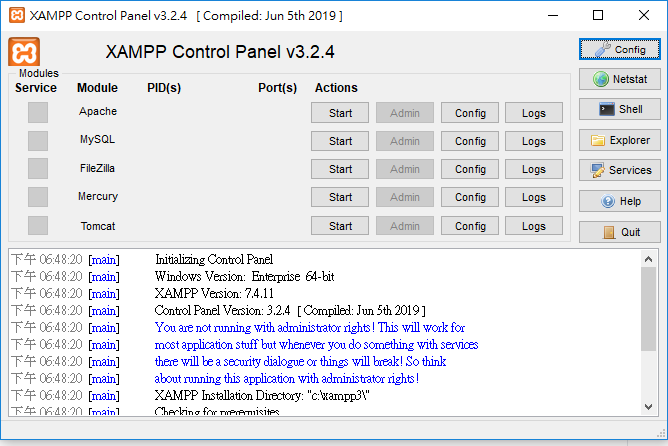 XAMPP Control Panel v3.2.4 [ Compiled: Jun 5th 2019 ]
XAMPP Control Panel v3.2.4
Config
Modules
Service Module PID(s) Port(s) Actions
Netstat
Apache Start Admin Config Logs
Shell
MySQL Start Admin Config Logs
Explorer
FileZilla Start Admin Config Logs
Services
Mercury Start Admin Config Logs
Help
Tomcat Start Admin Config Logs
Quit
下午 06:48:20 [main] Initializing Control Panel
下午 06:48:20 [main] Windows Version: Enterprise 64-bit
下午 06:48:20 [main] XAMPP Version: 7.4.11
下午 06:48:20 [main] Control Panel Version: 3.2.4 [ Compiled: Jun 5th 2019 ]
下午 06:48:20 [main] You are not running with administrator rights! This will work for
下午 06:48:20 [main] most application stuff but whenever you do something with services
下午 06:48:20 [main] there will be a security dialogue or things will break! So think
下午 06:48:20 [main] about running this application with administrator rights!
下午 06:48:20 [main] XAMPP Installation Directory: "c:\xampp3\"
下午 06:48:20 [main] Checking for prerequisites